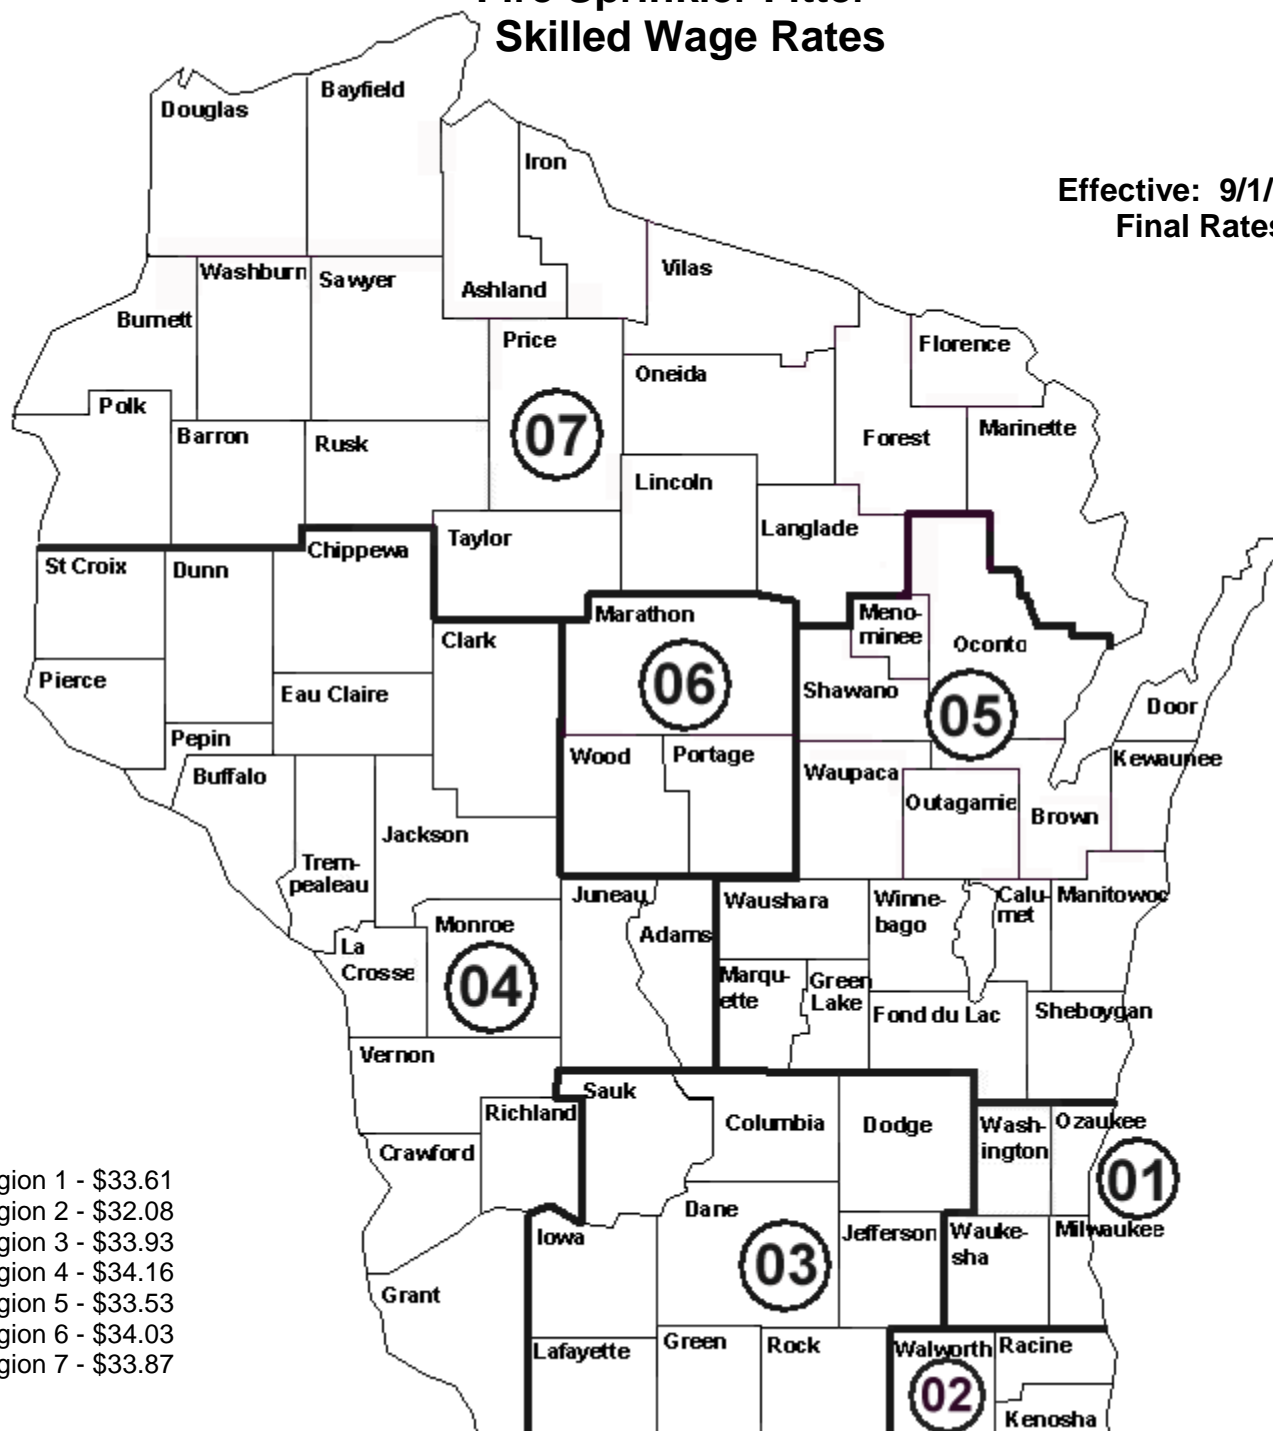 Fire Sprinkler Fitter
Skilled Wage Rates
Effective: 9/1/
Final Rates
Douglas
Bayfield
Iron
Vilas
Washburn
Sawyer
Ashland
Burnett
Price
Florence
Oneida
Polk
Barron
Rusk
07
Forest
Marinette
Lincoln
Langlade
Taylor
Chippewa
St Croix
Dunn
Marathon
Meno-
minee
Oconto
Clark
Pierce
Eau Claire
06
Shawano
05
Door
Pepin
Buffalo
Wood
Portage
Waupaca
Kewaunee
Outagamie
Brown
Jackson
Trem-
pealeau
Juneau
Adams
Waushara
Winne-
bago
Calu-
met
Manitowoc
Monroe
La
Crosse
04
Marqu-
ette
Green
Lake
Fond du Lac
Sheboygan
Vernon
Sauk
Richland
Columbia
Dodge
Wash-
ington
Ozaukee
Crawford
01
gion 1 - $33.61
gion 2 - $32.08
gion 3 - $33.93
gion 4 - $34.16
gion 5 - $33.53
gion 6 - $34.03
gion 7 - $33.87
Dane
Iowa
03
Jefferson
Wauke-
sha
Milwaukee
Grant
Lafayette
Green
Rock
Walworth
Racine
02
Kenosha